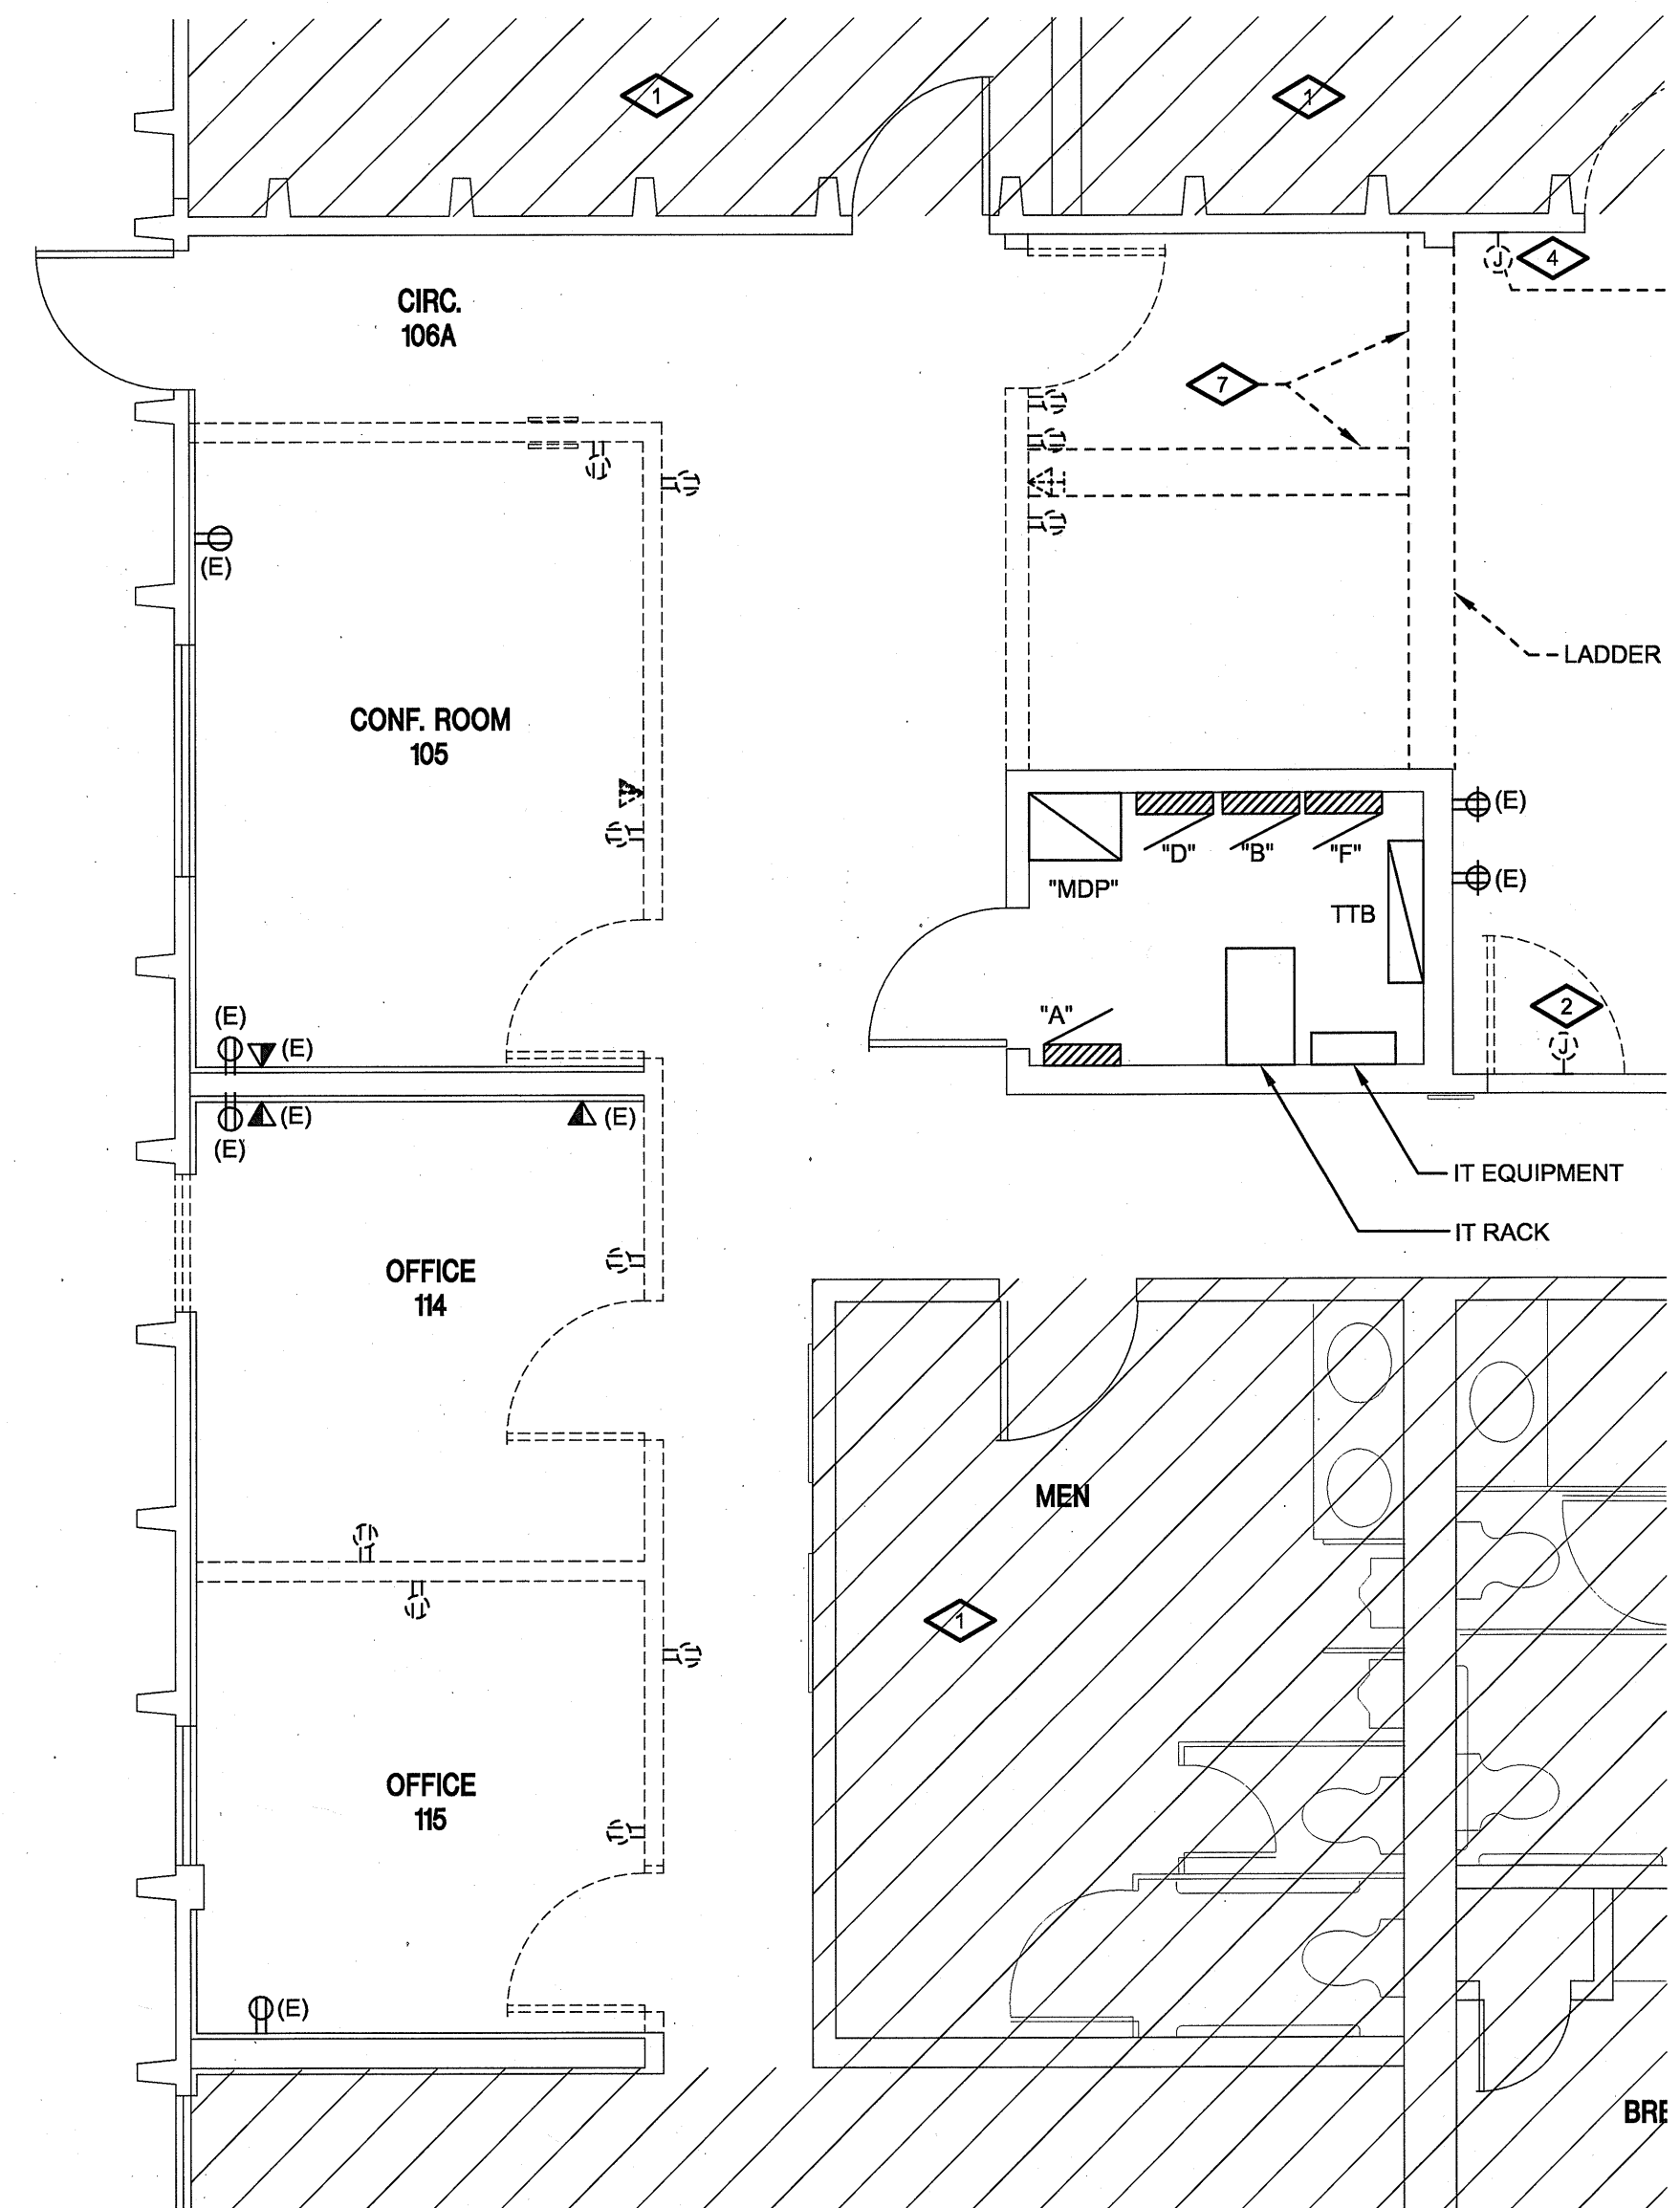 1
1
J
4
CIRC.
106A
7
(E)
LADDER
CONF. ROOM
105
(E)
"D"
"B"
"F"
(E)
"MDP"
TTB
(E)
(E)
"A"
2
J
(E)
(E)
(E)
(E)
IT EQUIPMENT
IT RACK
OFFICE
114
MEN
1
OFFICE
115
(E)